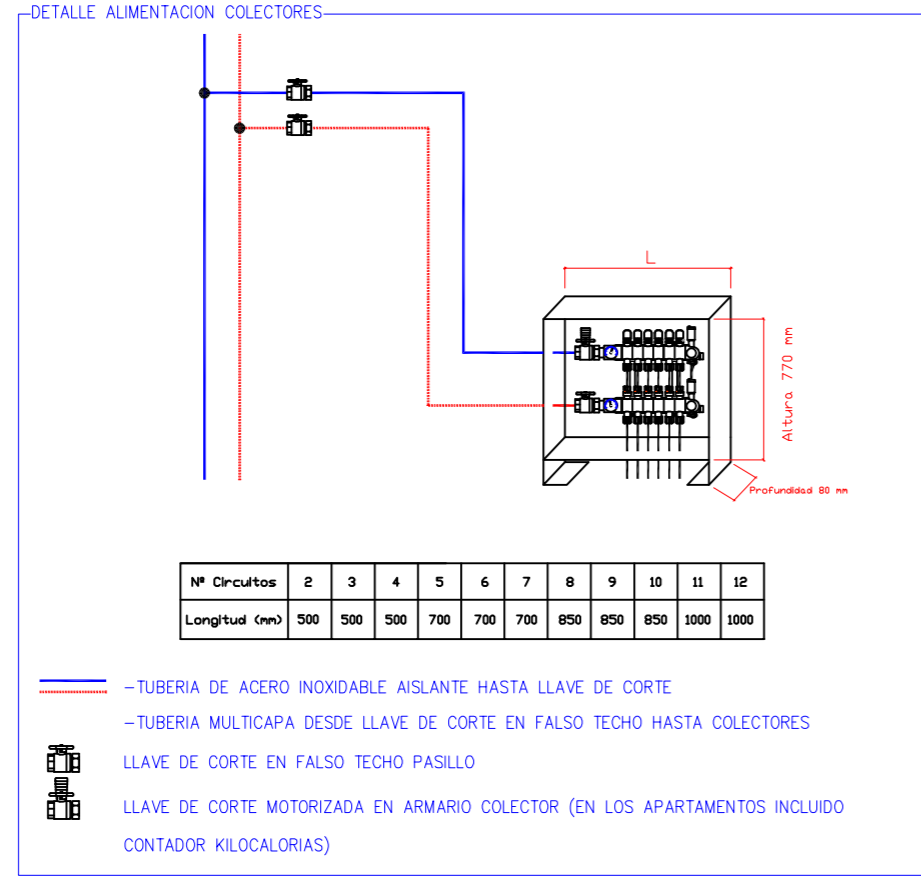 DETALLE ALIMENTACION COLECTORES
L
Altura 770 mm
Profundidad 80 mm
Nº Circuitos 2 3 4 5 6 7 8 9 10 11 12
Longitud (mm) 500 500 500 700 700 700 850 850 850 1000 1000
-TUBERIA DE ACERO INOXIDABLE AISLANTE HASTA LLAVE DE CORTE
-TUBERIA MULTICAPA DESDE LLAVE DE CORTE EN FALSO TECHO HASTA COLECTORES
LLAVE DE CORTE EN FALSO TECHO PASILLO
LLAVE DE CORTE MOTORIZADA EN ARMARIO COLECTOR (EN LOS APARTAMENTOS INCLUIDO
CONTADOR KILOCALORIAS)